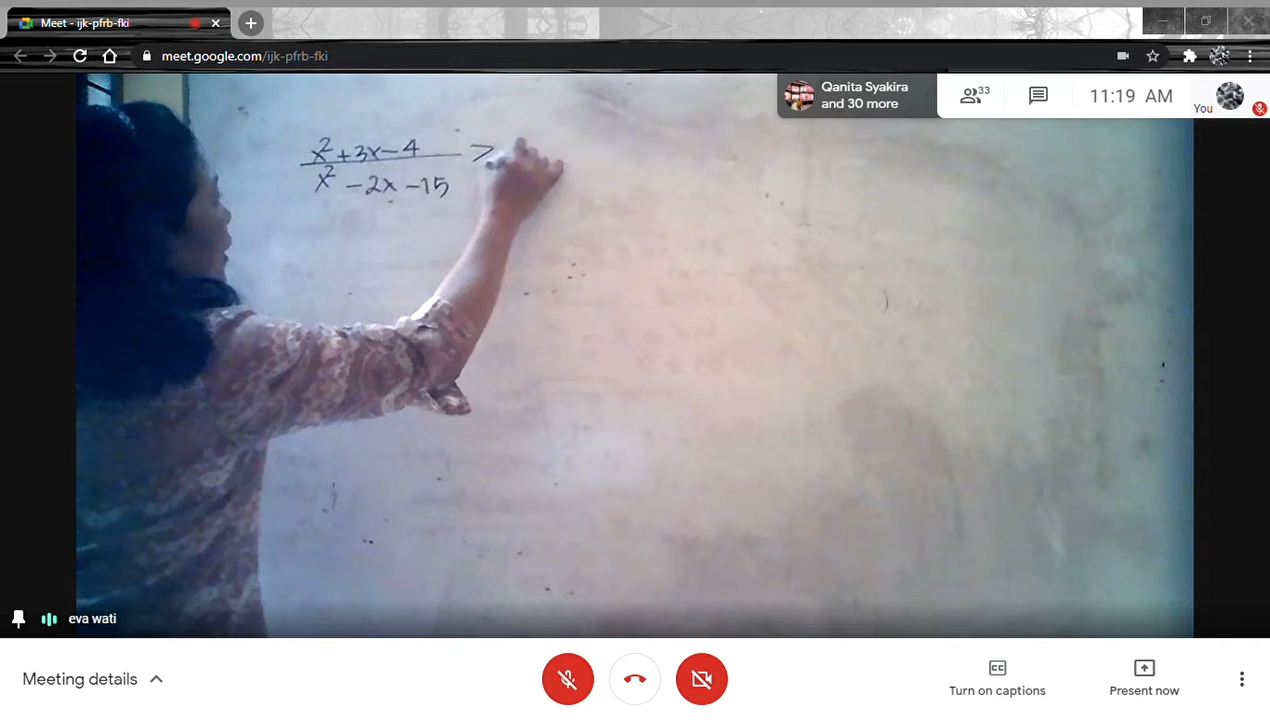 Meet - ijk-pfrb-fki
meet.google.com/ijk-pfrb-fki
Qanita Syakira
and 30 more
33
11:19 AM
You
x² + 3x - 4 >
x² - 2x - 15
eva wati
Meeting details
Turn on captions
Present now